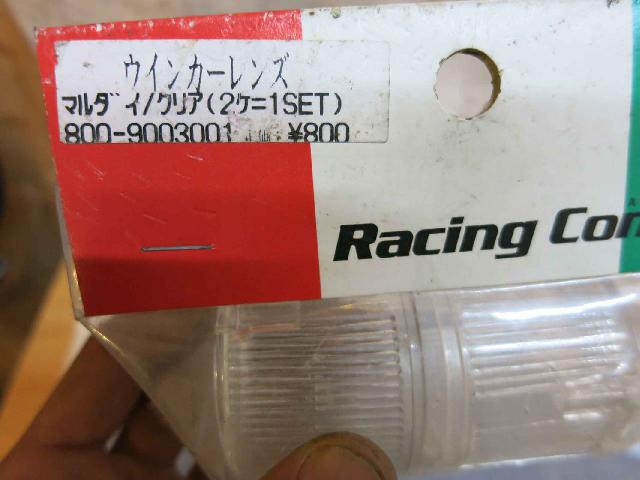 ウインカーレンズ
マルダイ/クリア(2ケ=1SET)
800-9003001 ¥800
Racing Con